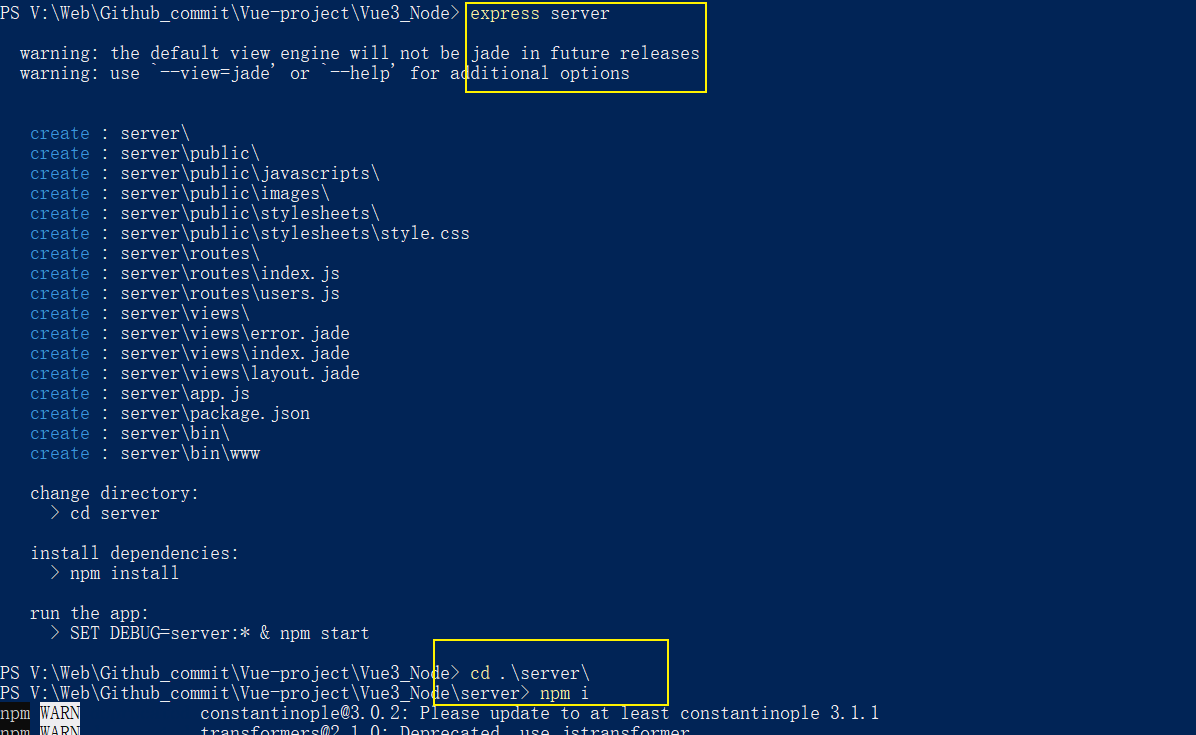 PS V:\Web\Github_commit\Vue-project\Vue3_Node> express server
warning: the default view engine will not be jade in future releases
warning: use `--view=jade' or `--help' for additional options
create : server\
create : server\public\
create : server\public\javascripts\
create : server\public\images\
create : server\public\stylesheets\
create : server\public\stylesheets\style.css
create : server\routes\
create : server\routes\index.js
create : server\routes\users.js
create : server\views\
create : server\views\error.jade
create : server\views\index.jade
create : server\views\layout.jade
create : server\app.js
create : server\package.json
create : server\bin\
create : server\bin\www
change directory:
> cd server
install dependencies:
> npm install
run the app:
> SET DEBUG=server:* & npm start
PS V:\Web\Github_commit\Vue-project\Vue3_Node> cd .\server\
PS V:\Web\Github_commit\Vue-project\Vue3_Node\server> npm i
npm WARN constantinople@3.0.2: Please update to at least constantinople 3.1.1
npm WARN transformers@2.1.0: Deprecated, use jstransformer